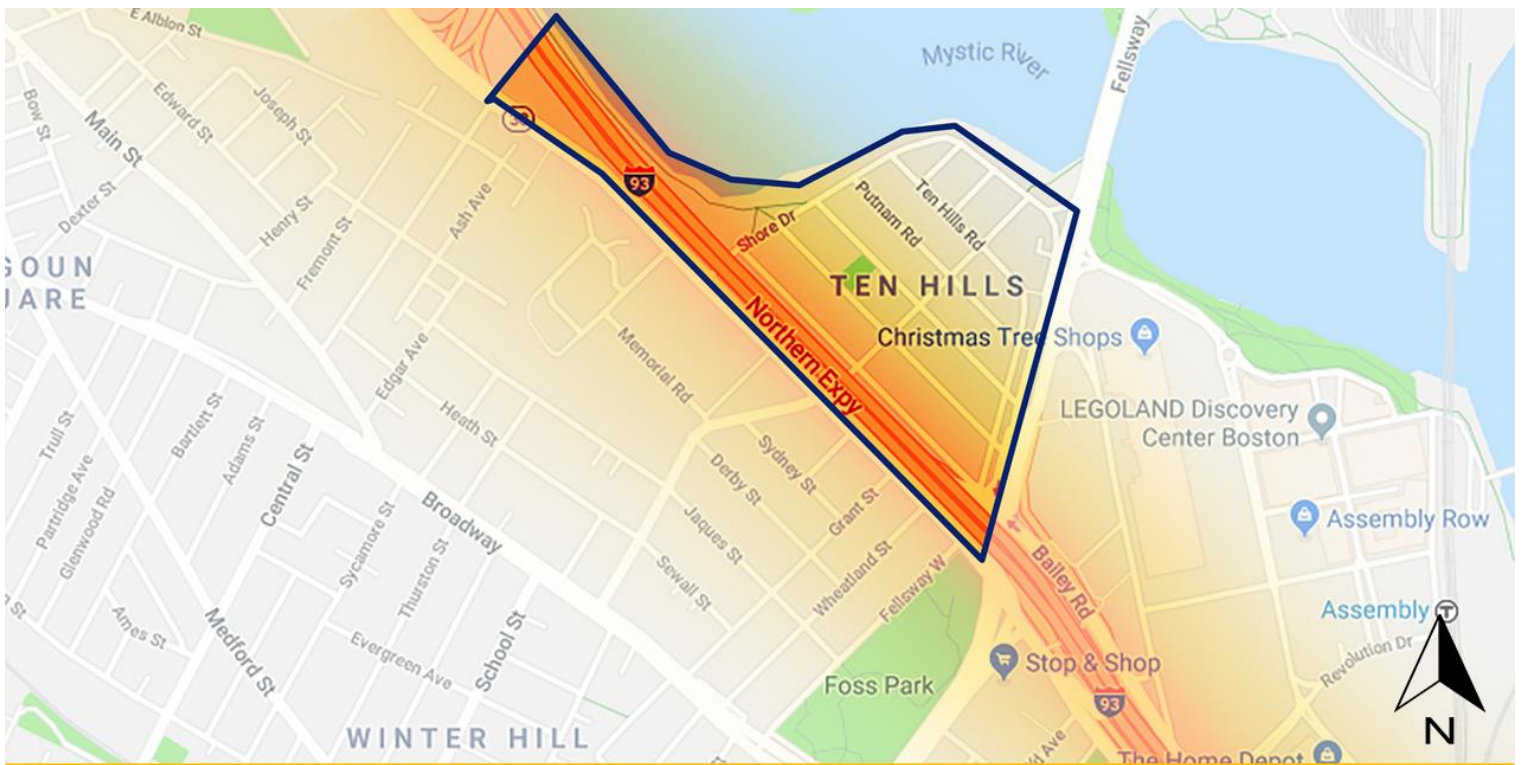 E Albion St
Mystic River
Fellsway
Bow St
Main St
Edward St
Joseph St
38
93
Dexter St
Henry St
Fremont St
Ash Ave
Shore Dr
Putnam Rd
Ten Hills Rd
GOUN
UARE
TEN HILLS
Northern Expy
Christmas Tree Shops
Edgar Ave
Memorial Rd
LEGOLAND Discovery
Center Boston
Trull St
Bartlett St
Adams St
Heath St
Partridge Ave
Glenwood Rd
Central St
Broadway
Sydney St
Derby St
Grant St
Jaques St
Sycamore St
Thurston St
Sewall St
Wheatland St
Fellsway W
Bailey Rd
Assembly Row
Ames St
Medford St
Evergreen Ave
School St
Assembly
T
Revolution Dr
Stop & Shop
Foss Park
93
WINTER HILL
The Home Depot
N